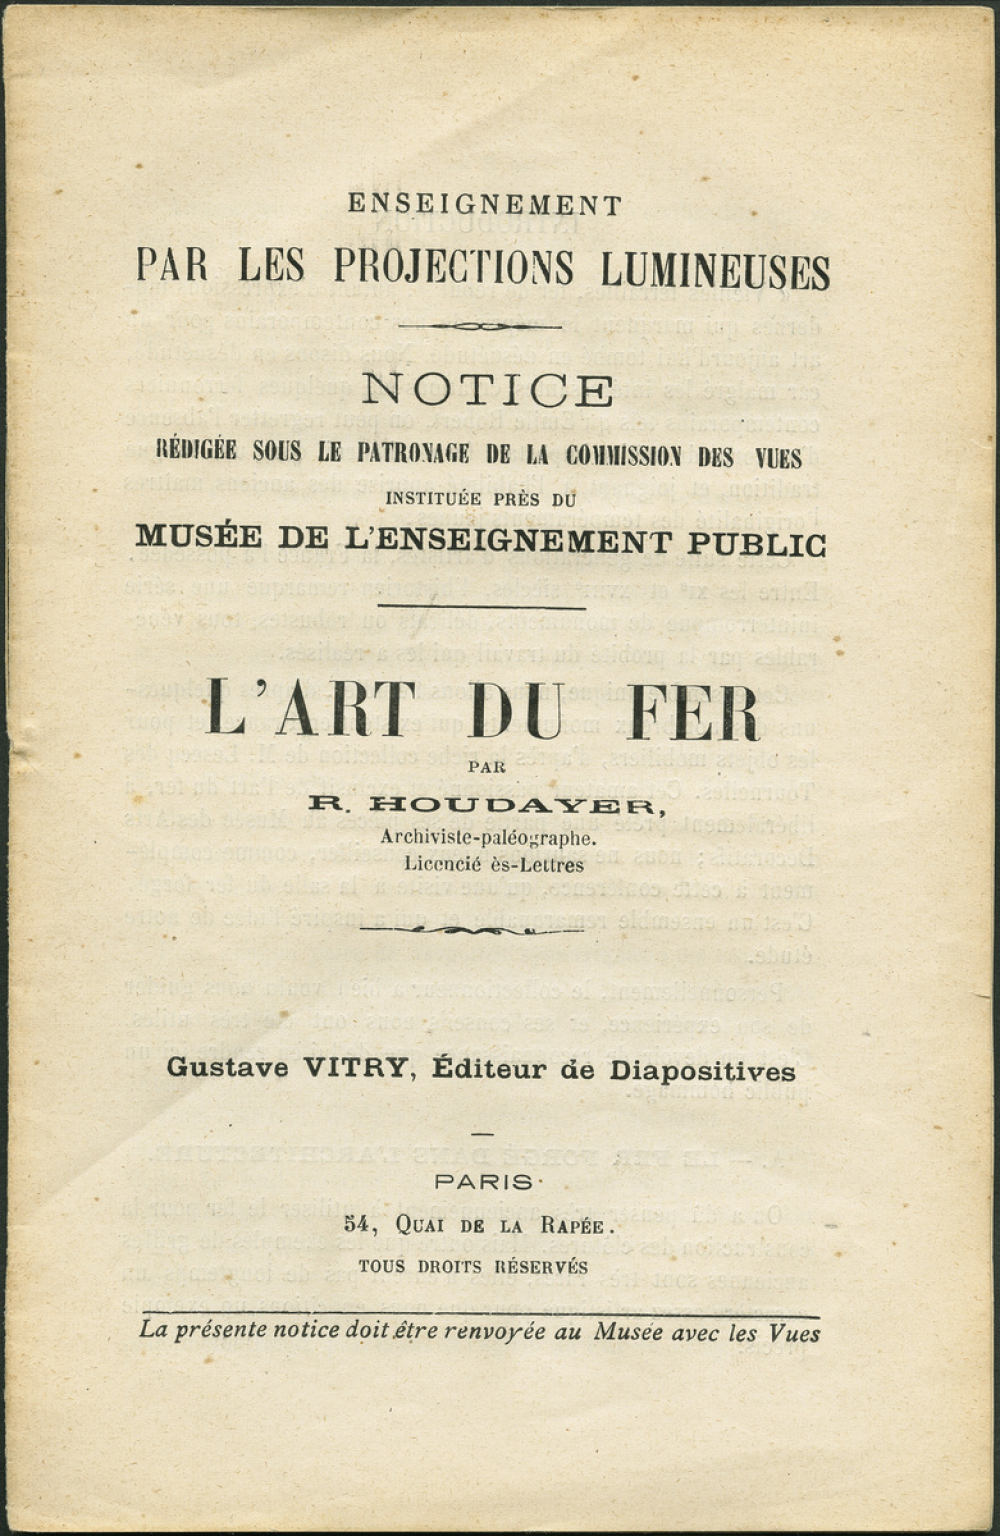 ENSEIGNEMENT
PAR LES PROJECTIONS LUMINEUSES
NOTICE
RÉDIGÉE SOUS LE PATRONAGE DE LA COMMISSION DES VUES
INSTITUÉE PRÈS DU
MUSÉE DE L'ENSEIGNEMENT PUBLIC
L'ART DU FER
PAR
R. HOUDAYER,
Archiviste-paléographe.
Licencié ès-Lettres
Gustave VITRY, Éditeur de Diapositives
—
PARIS
54, QUAI DE LA RAPÉE.
TOUS DROITS RÉSERVÉS
La présente notice doit être renvoyée au Musée avec les Vues